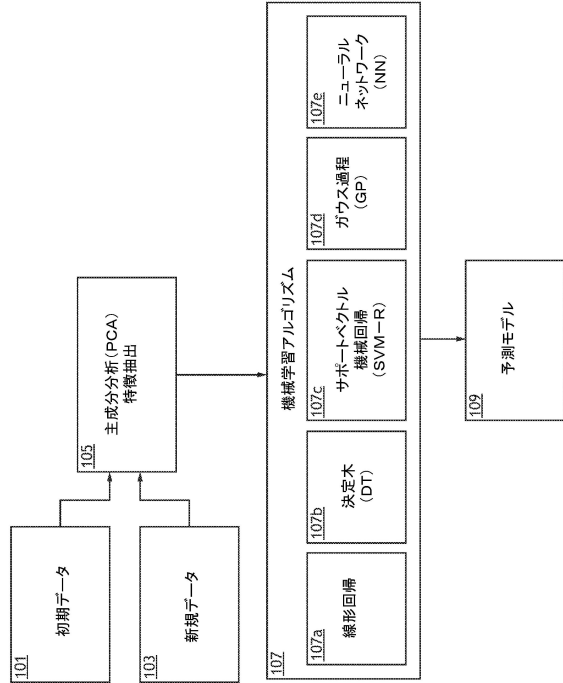 101
初期データ
103
新規データ
105
主成分分析(PCA)
特徴抽出
107
機械学習アルゴリズム
107a
線形回帰
107b
決定木
(DT)
107c
サポートベクトル
機械回帰
(SVM-R)
107d
ガウス過程
(GP)
107e
ニューラル
ネットワーク
(NN)
109
予測モデル